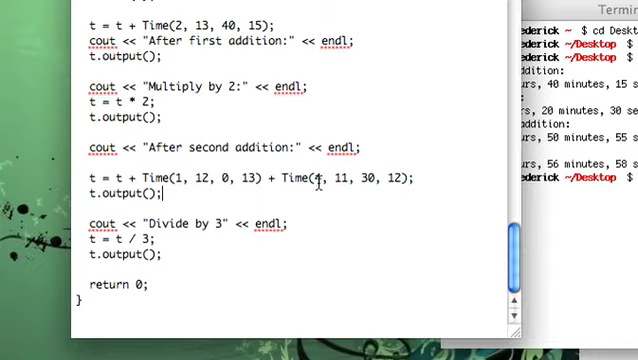 t = t + Time(2, 13, 40, 15);
cout << "After first addition:" << endl;
t.output();
cout << "Multiply by 2:" << endl;
t = t * 2;
t.output();
cout << "After second addition:" << endl;
t = t + Time(1, 12, 0, 13) + Time(4, 11, 30, 12);
t.output();
cout << "Divide by 3" << endl;
t = t / 3;
t.output();
return 0;
}
Termin
ederick ~ $ cd Deskt
ederick ~/Desktop $
ederick ~/Desktop $
ddition:
urs, 40 minutes, 15 s
:
urs, 20 minutes, 30 se
addition:
urs, 50 minutes, 55 s
urs, 56 minutes, 58 s
ederick ~/Desktop $